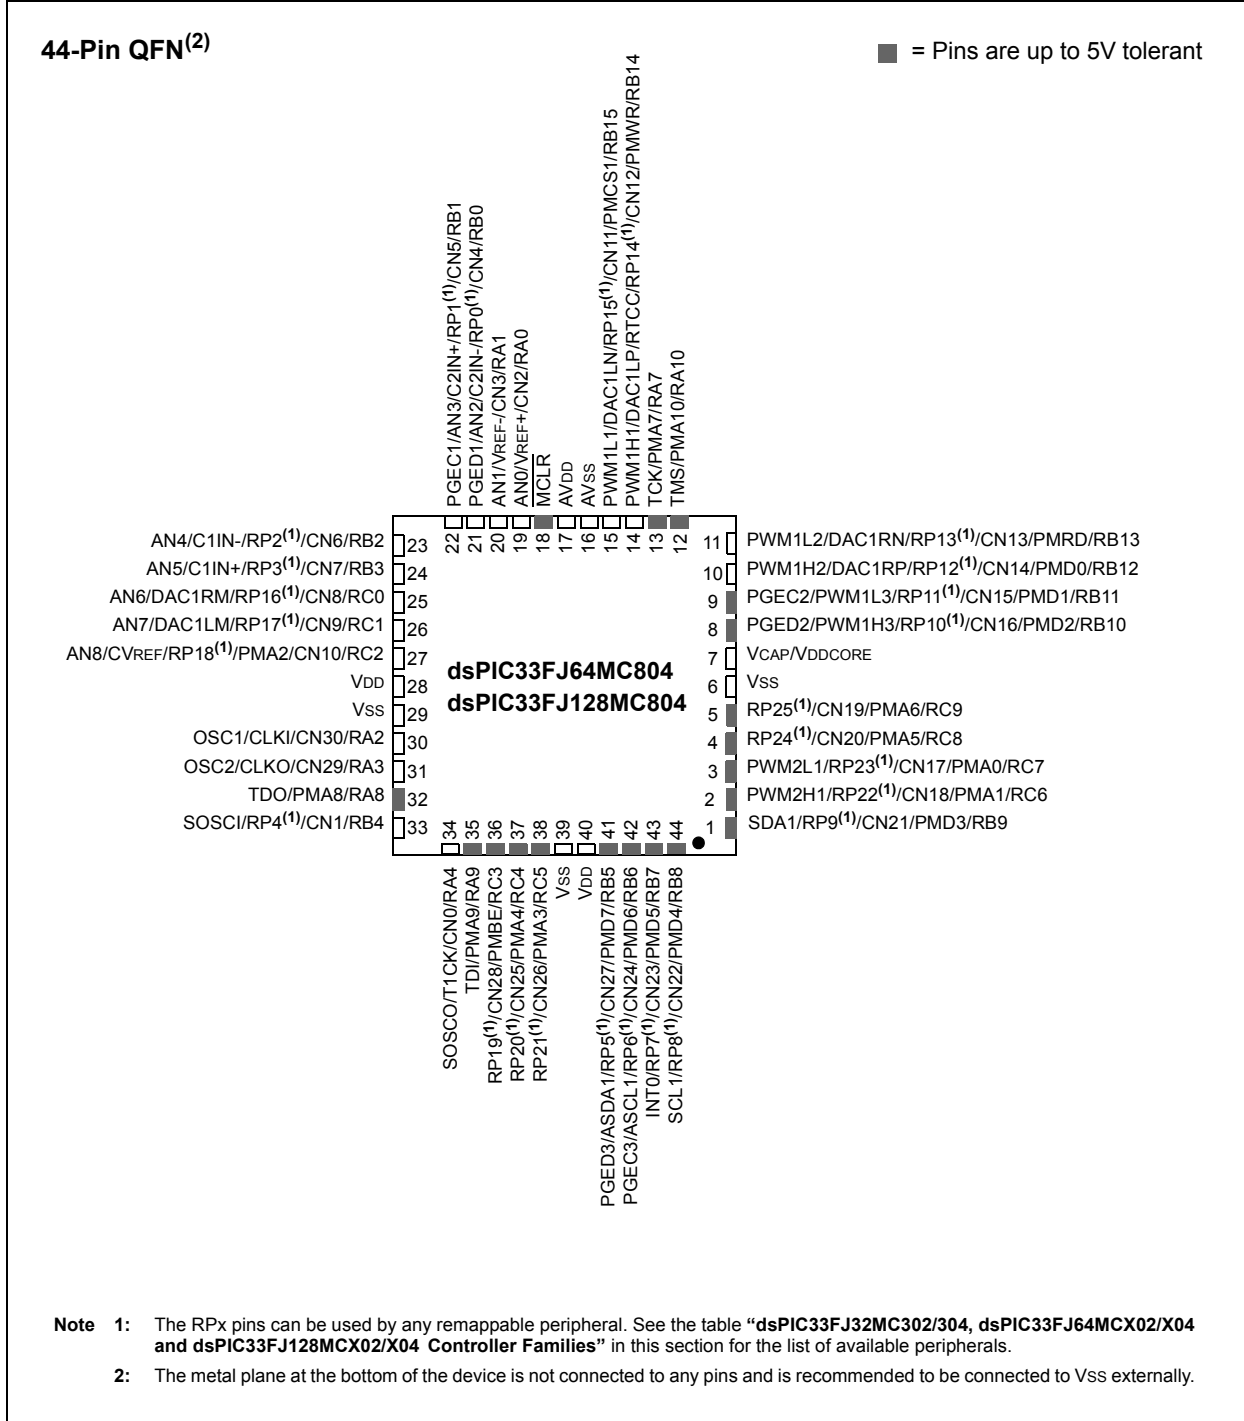 44-Pin QFN(2)
= Pins are up to 5V tolerant
PGEC1/AN3/C2IN+/RP1(1)/CN5/RB1
PGED1/AN2/C2IN-/RP0(1)/CN4/RB0
AN1/VREF-/CN3/RA1
AN0/VREF+/CN2/RA0
MCLR
AVDD
AVSS
PWM1L1/DAC1LN/RP15(1)/CN11/PMCS1/RB15
PWM1H1/DAC1LP/RTCC/RP14(1)/CN12/PMWR/RB14
TCK/PMA7/RA7
TMS/PMA10/RA10
22 21 20 19 18 17 16 15 14 13 12
AN4/C1IN-/RP2(1)/CN6/RB2 23
AN5/C1IN+/RP3(1)/CN7/RB3 24
AN6/DAC1RM/RP16(1)/CN8/RC0 25
AN7/DAC1LM/RP17(1)/CN9/RC1 26
AN8/CVREF/RP18(1)/PMA2/CN10/RC2 27
VDD 28
VSS 29
OSC1/CLKI/CN30/RA2 30
OSC2/CLKO/CN29/RA3 31
TDO/PMA8/RA8 32
SOSCI/RP4(1)/CN1/RB4 33
dsPIC33FJ64MC804
dsPIC33FJ128MC804
11 PWM1L2/DAC1RN/RP13(1)/CN13/PMRD/RB13
10 PWM1H2/DAC1RP/RP12(1)/CN14/PMD0/RB12
9 PGEC2/PWM1L3/RP11(1)/CN15/PMD1/RB11
8 PGED2/PWM1H3/RP10(1)/CN16/PMD2/RB10
7 VCAP/VDDCORE
6 VSS
5 RP25(1)/CN19/PMA6/RC9
4 RP24(1)/CN20/PMA5/RC8
3 PWM2L1/RP23(1)/CN17/PMA0/RC7
2 PWM2H1/RP22(1)/CN18/PMA1/RC6
1 SDA1/RP9(1)/CN21/PMD3/RB9
34 35 36 37 38 39 40 41 42 43 44
SOSCO/T1CK/CN0/RA4
TDI/PMA9/RA9
RP19(1)/CN28/PMBE/RC3
RP20(1)/CN25/PMA4/RC4
RP21(1)/CN26/PMA3/RC5
VSS
VDD
PGED3/ASDA1/RP5(1)/CN27/PMD7/RB5
PGEC3/ASCL1/RP6(1)/CN24/PMD6/RB6
INT0/RP7(1)/CN23/PMD5/RB7
SCL1/RP8(1)/CN22/PMD4/RB8
Note 1: The RPx pins can be used by any remappable peripheral. See the table “dsPIC33FJ32MC302/304, dsPIC33FJ64MCX02/X04
and dsPIC33FJ128MCX02/X04 Controller Families” in this section for the list of available peripherals.
2: The metal plane at the bottom of the device is not connected to any pins and is recommended to be connected to VSS externally.